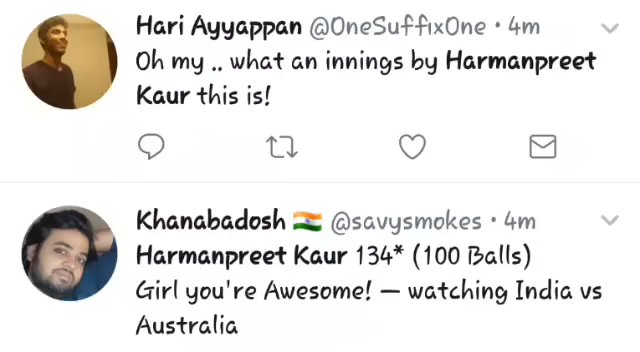 Hari Ayyappan @OneSuffixOne • 4m
Oh my .. what an innings by Harmanpreet
Kaur this is!
Khanabadosh 🇮🇳 @savysmokes • 4m
Harmanpreet Kaur 134* (100 Balls)
Girl you're Awesome! — watching India vs
Australia